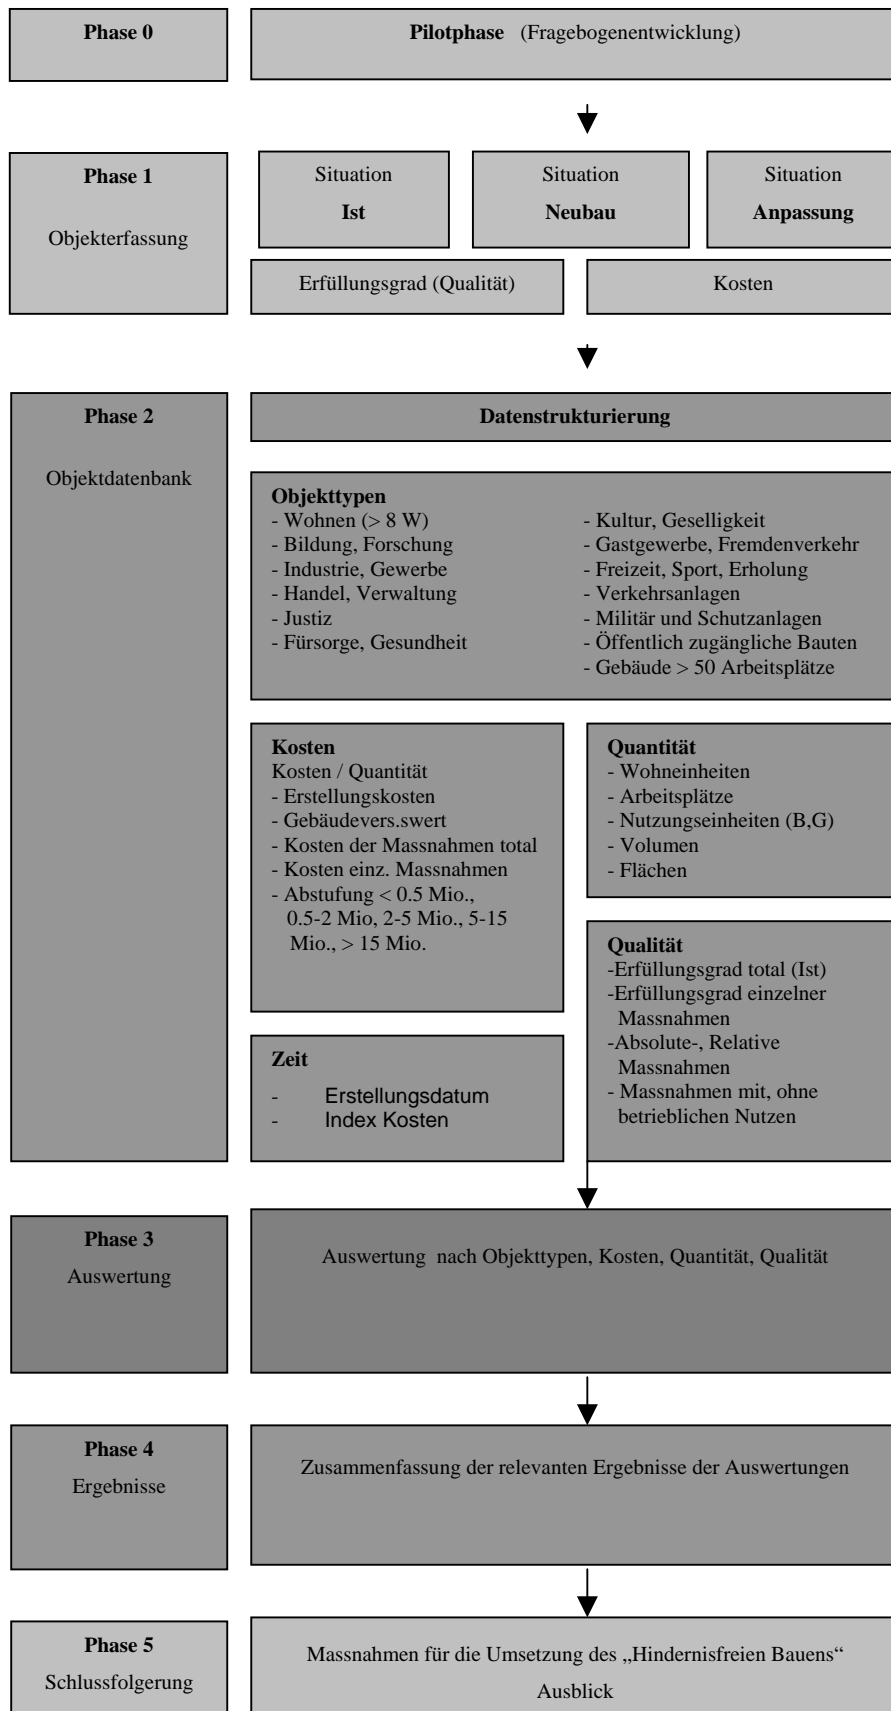 Phase 0
Pilotphase (Fragebogenentwicklung)
Phase 1
Objekterfassung
Situation
Ist
Situation
Neubau
Situation
Anpassung
Erfüllungsgrad (Qualität)
Kosten
Phase 2
Objektdatenbank
Datenstrukturierung
Objekttypen
- Wohnen (> 8 W)
- Bildung, Forschung
- Industrie, Gewerbe
- Handel, Verwaltung
- Justiz
- Fürsorge, Gesundheit
- Kultur, Geselligkeit
- Gastgewerbe, Fremdenverkehr
- Freizeit, Sport, Erholung
- Verkehrsanlagen
- Militär und Schutzanlagen
- Öffentlich zugängliche Bauten
- Gebäude > 50 Arbeitsplätze
Kosten
Kosten / Quantität
- Erstellungskosten
- Gebäudevers.swert
- Kosten der Massnahmen total
- Kosten einz. Massnahmen
- Abstufung < 0.5 Mio.,
0.5-2 Mio, 2-5 Mio., 5-15
Mio., > 15 Mio.
Quantität
- Wohneinheiten
- Arbeitsplätze
- Nutzungseinheiten (B,G)
- Volumen
- Flächen
Qualität
-Erfüllungsgrad total (Ist)
-Erfüllungsgrad einzelner
Massnahmen
-Absolute-, Relative
Massnahmen
- Massnahmen mit, ohne
betrieblichen Nutzen
Zeit
- Erstellungsdatum
- Index Kosten
Phase 3
Auswertung
Auswertung nach Objekttypen, Kosten, Quantität, Qualität
Phase 4
Ergebnisse
Zusammenfassung der relevanten Ergebnisse der Auswertungen
Phase 5
Schlussfolgerung
Massnahmen für die Umsetzung des „Hindernisfreien Bauens“
Ausblick